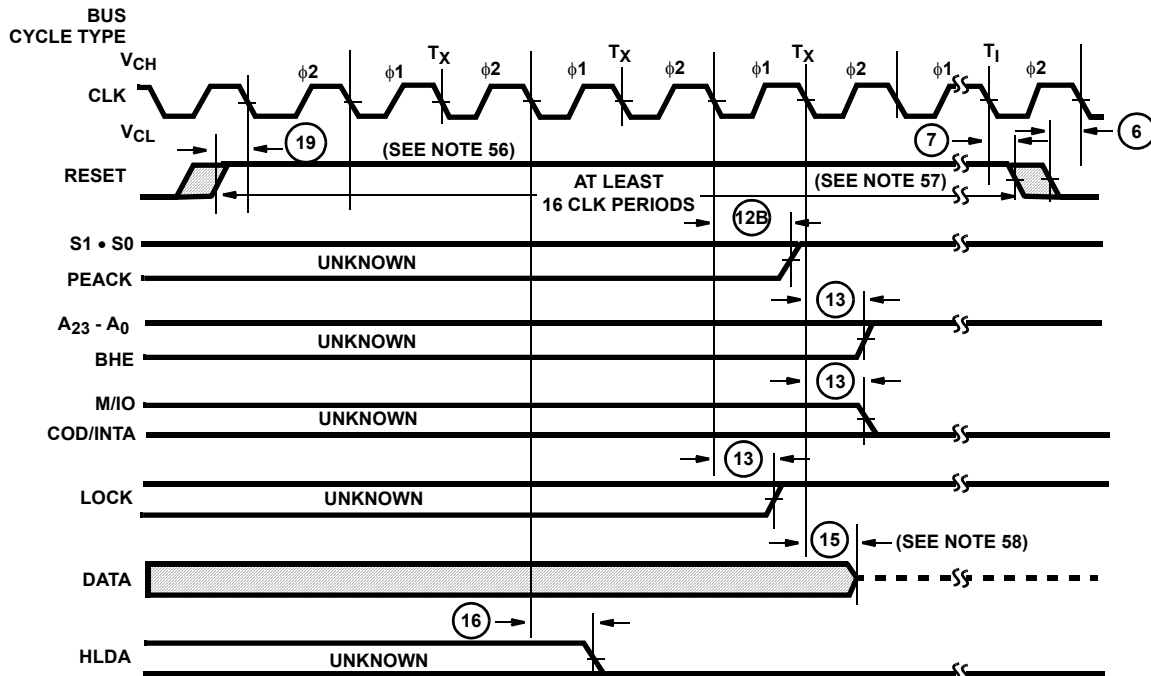 BUS
CYCLE TYPE
TX TX TX TI
VCH
ϕ2 ϕ1 ϕ2 ϕ1 ϕ2 ϕ1 ϕ2 ϕ1 ϕ2
CLK
VCL
19 7 6
(SEE NOTE 56)
RESET
AT LEAST (SEE NOTE 57)
16 CLK PERIODS
12B
S1 • S0
UNKNOWN
PEACK
13
A23 - A0
UNKNOWN
BHE
13
M/IO
UNKNOWN
COD/INTA
13
LOCK
UNKNOWN
15 (SEE NOTE 58)
DATA
16
HLDA
UNKNOWN